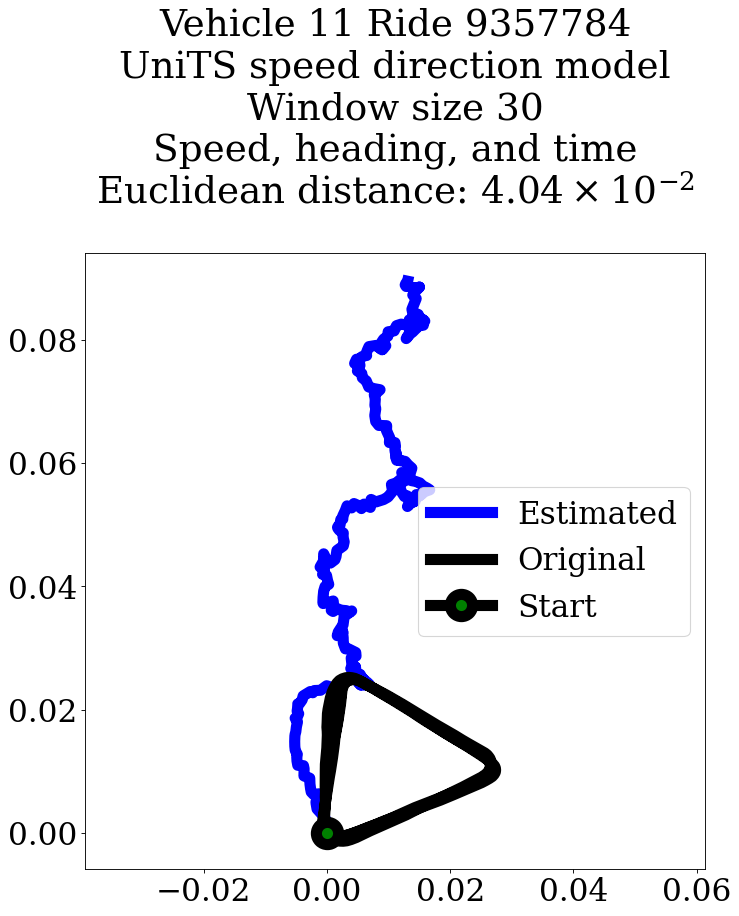 Vehicle 11 Ride 9357784
UniTS speed direction model
Window size 30
Speed, heading, and time
Euclidean distance: 4.04 × 10⁻²
0.08
0.06
0.04
0.02
0.00
Estimated
Original
Start
−0.02 0.00 0.02 0.04 0.06